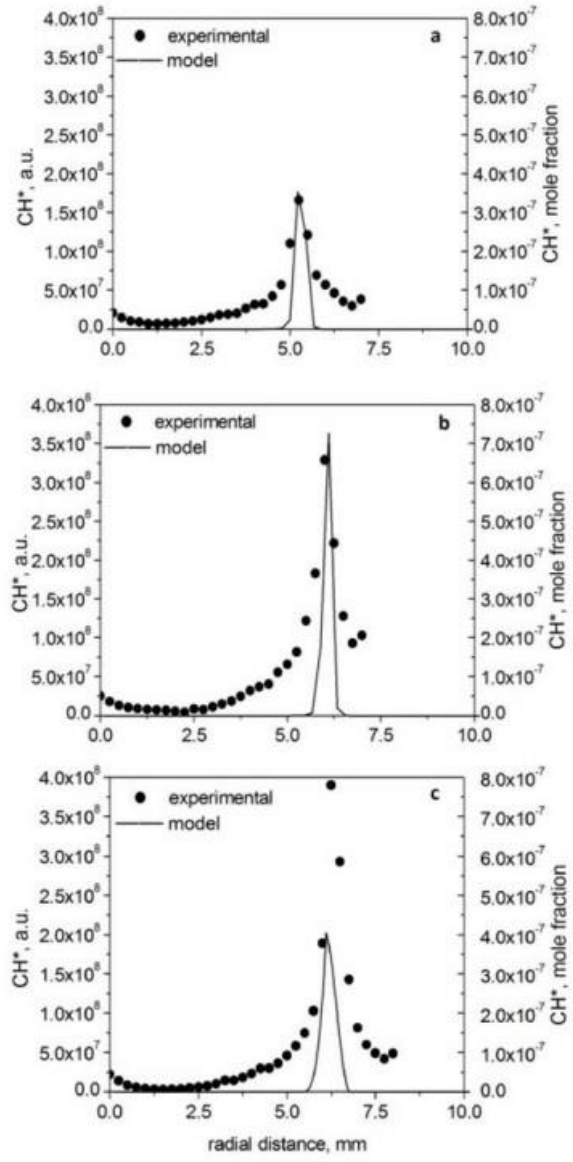 4.0x10⁸ 8.0x10⁻⁷
experimental a
model
3.5x10⁸ 7.0x10⁻⁷
3.0x10⁸ 6.0x10⁻⁷
2.5x10⁸ 5.0x10⁻⁷
2.0x10⁸ 4.0x10⁻⁷
1.5x10⁸ 3.0x10⁻⁷
1.0x10⁸ 2.0x10⁻⁷
5.0x10⁷ 1.0x10⁻⁷
0.0 0.0
CH*, a.u.
CH*, mole fraction
0.0 2.5 5.0 7.5 10.0
4.0x10⁸ 8.0x10⁻⁷
experimental b
model
3.5x10⁸ 7.0x10⁻⁷
3.0x10⁸ 6.0x10⁻⁷
2.5x10⁸ 5.0x10⁻⁷
2.0x10⁸ 4.0x10⁻⁷
1.5x10⁸ 3.0x10⁻⁷
1.0x10⁸ 2.0x10⁻⁷
5.0x10⁷ 1.0x10⁻⁷
0.0 0.0
CH*, a.u.
CH*, mole fraction
0.0 2.5 5.0 7.5 10.0
4.0x10⁸ 8.0x10⁻⁷
experimental c
model
3.5x10⁸ 7.0x10⁻⁷
3.0x10⁸ 6.0x10⁻⁷
2.5x10⁸ 5.0x10⁻⁷
2.0x10⁸ 4.0x10⁻⁷
1.5x10⁸ 3.0x10⁻⁷
1.0x10⁸ 2.0x10⁻⁷
5.0x10⁷ 1.0x10⁻⁷
0.0 0.0
CH*, a.u.
CH*, mole fraction
0.0 2.5 5.0 7.5 10.0
radial distance, mm